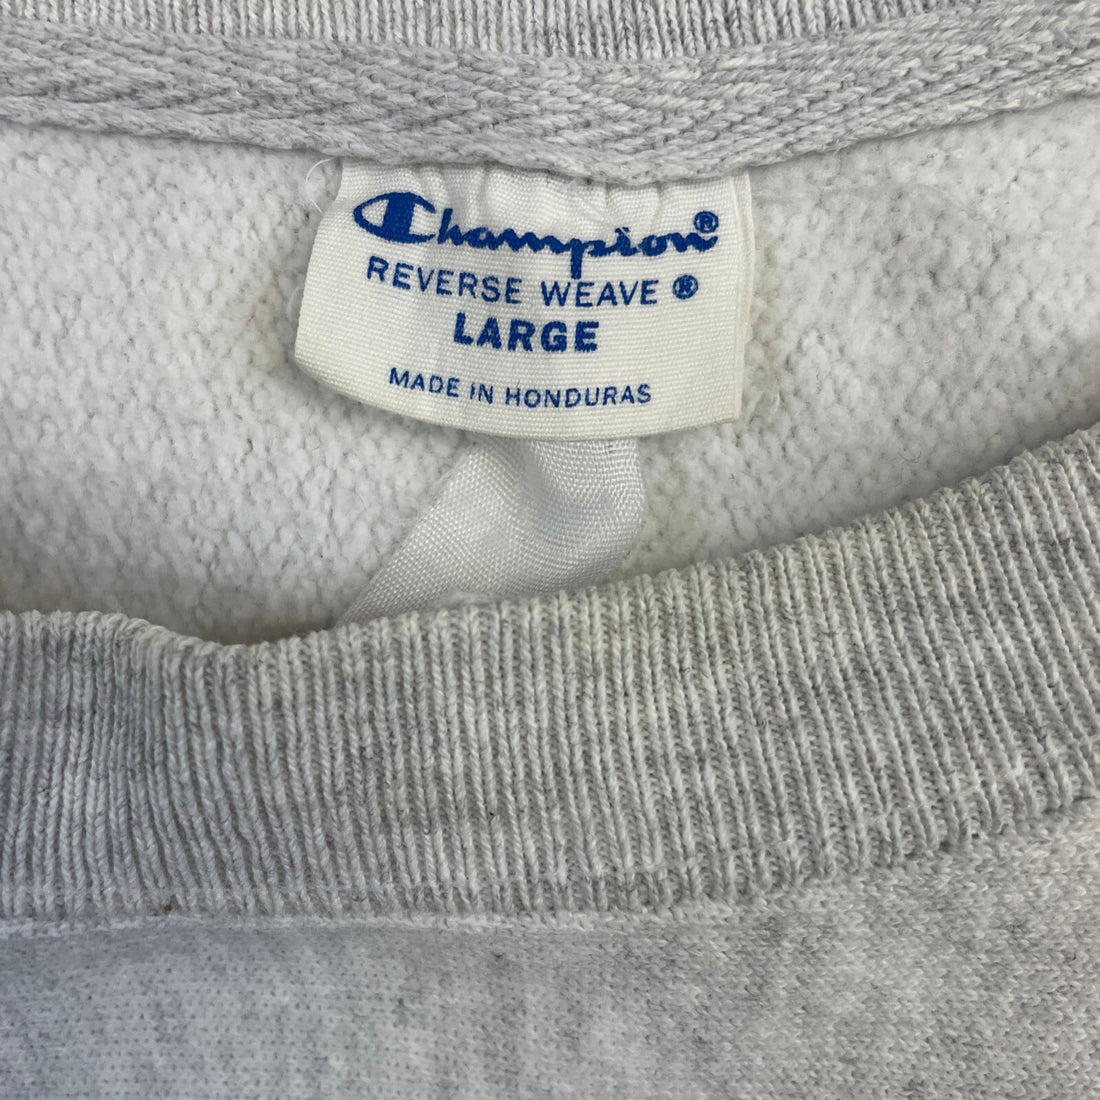 Champion®
REVERSE WEAVE ®
LARGE
MADE IN HONDURAS